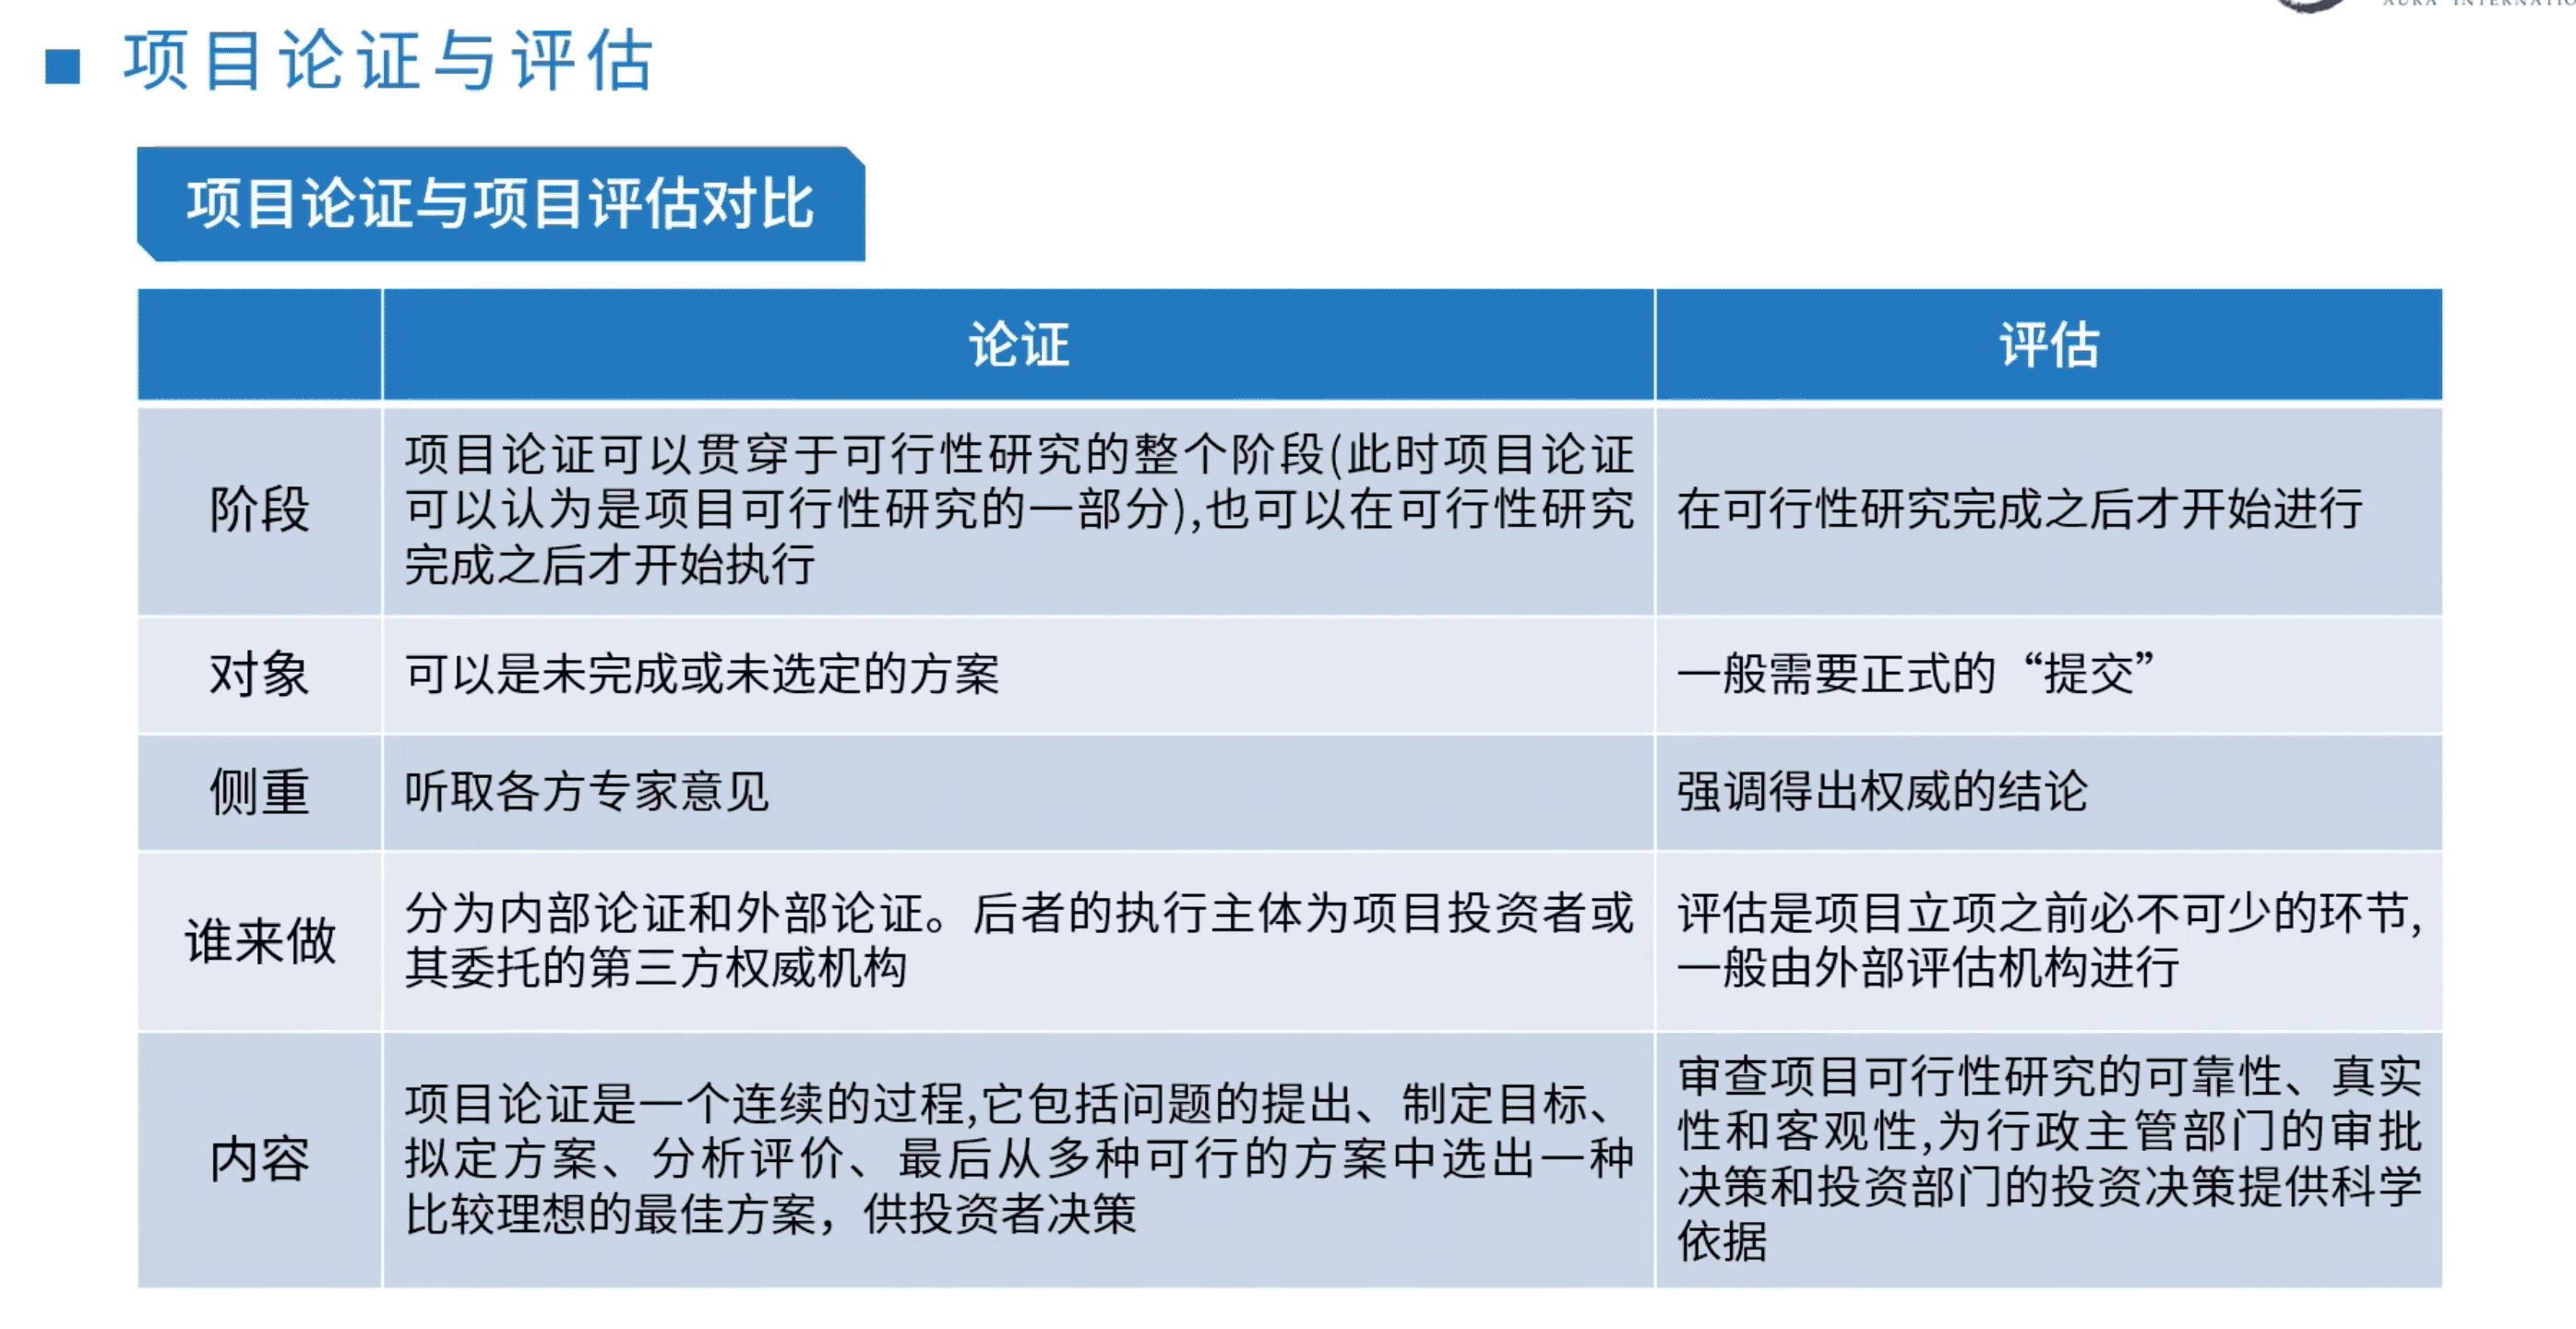 AURA INTERNATIO
项目论证与评估
项目论证与项目评估对比
论证
评估
阶段
项目论证可以贯穿于可行性研究的整个阶段(此时项目论证
可以认为是项目可行性研究的一部分),也可以在可行性研究
完成之后才开始执行
在可行性研究完成之后才开始进行
对象
可以是未完成或未选定的方案
一般需要正式的“提交”
侧重
听取各方专家意见
强调得出权威的结论
谁来做
分为内部论证和外部论证。后者的执行主体为项目投资者或
其委托的第三方权威机构
评估是项目立项之前必不可少的环节,
一般由外部评估机构进行
内容
项目论证是一个连续的过程,它包括问题的提出、制定目标、
拟定方案、分析评价、最后从多种可行的方案中选出一种
比较理想的最佳方案，供投资者决策
审查项目可行性研究的可靠性、真实
性和客观性,为行政主管部门的审批
决策和投资部门的投资决策提供科学
依据